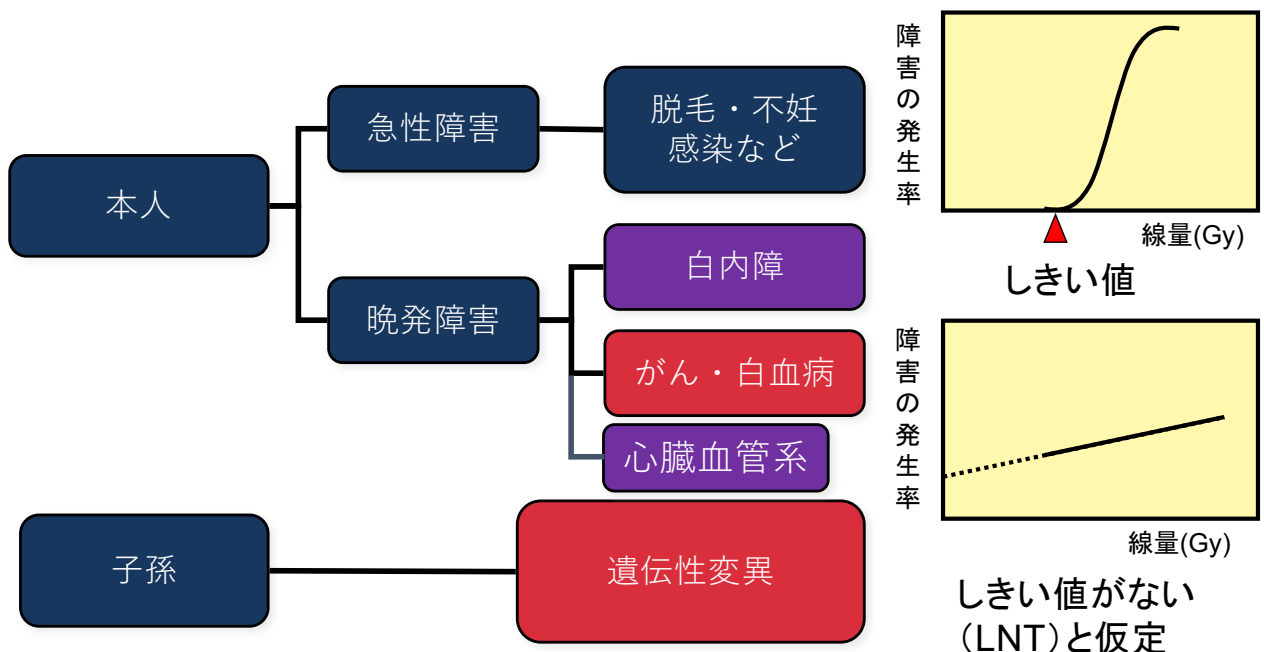 本人
急性障害
脱毛・不妊
感染など
晩発障害
白内障
がん・白血病
心臓血管系
子孫
遺伝性変異
障害の発生率
線量(Gy)
しきい値
障害の発生率
線量(Gy)
しきい値がない
（LNT）と仮定